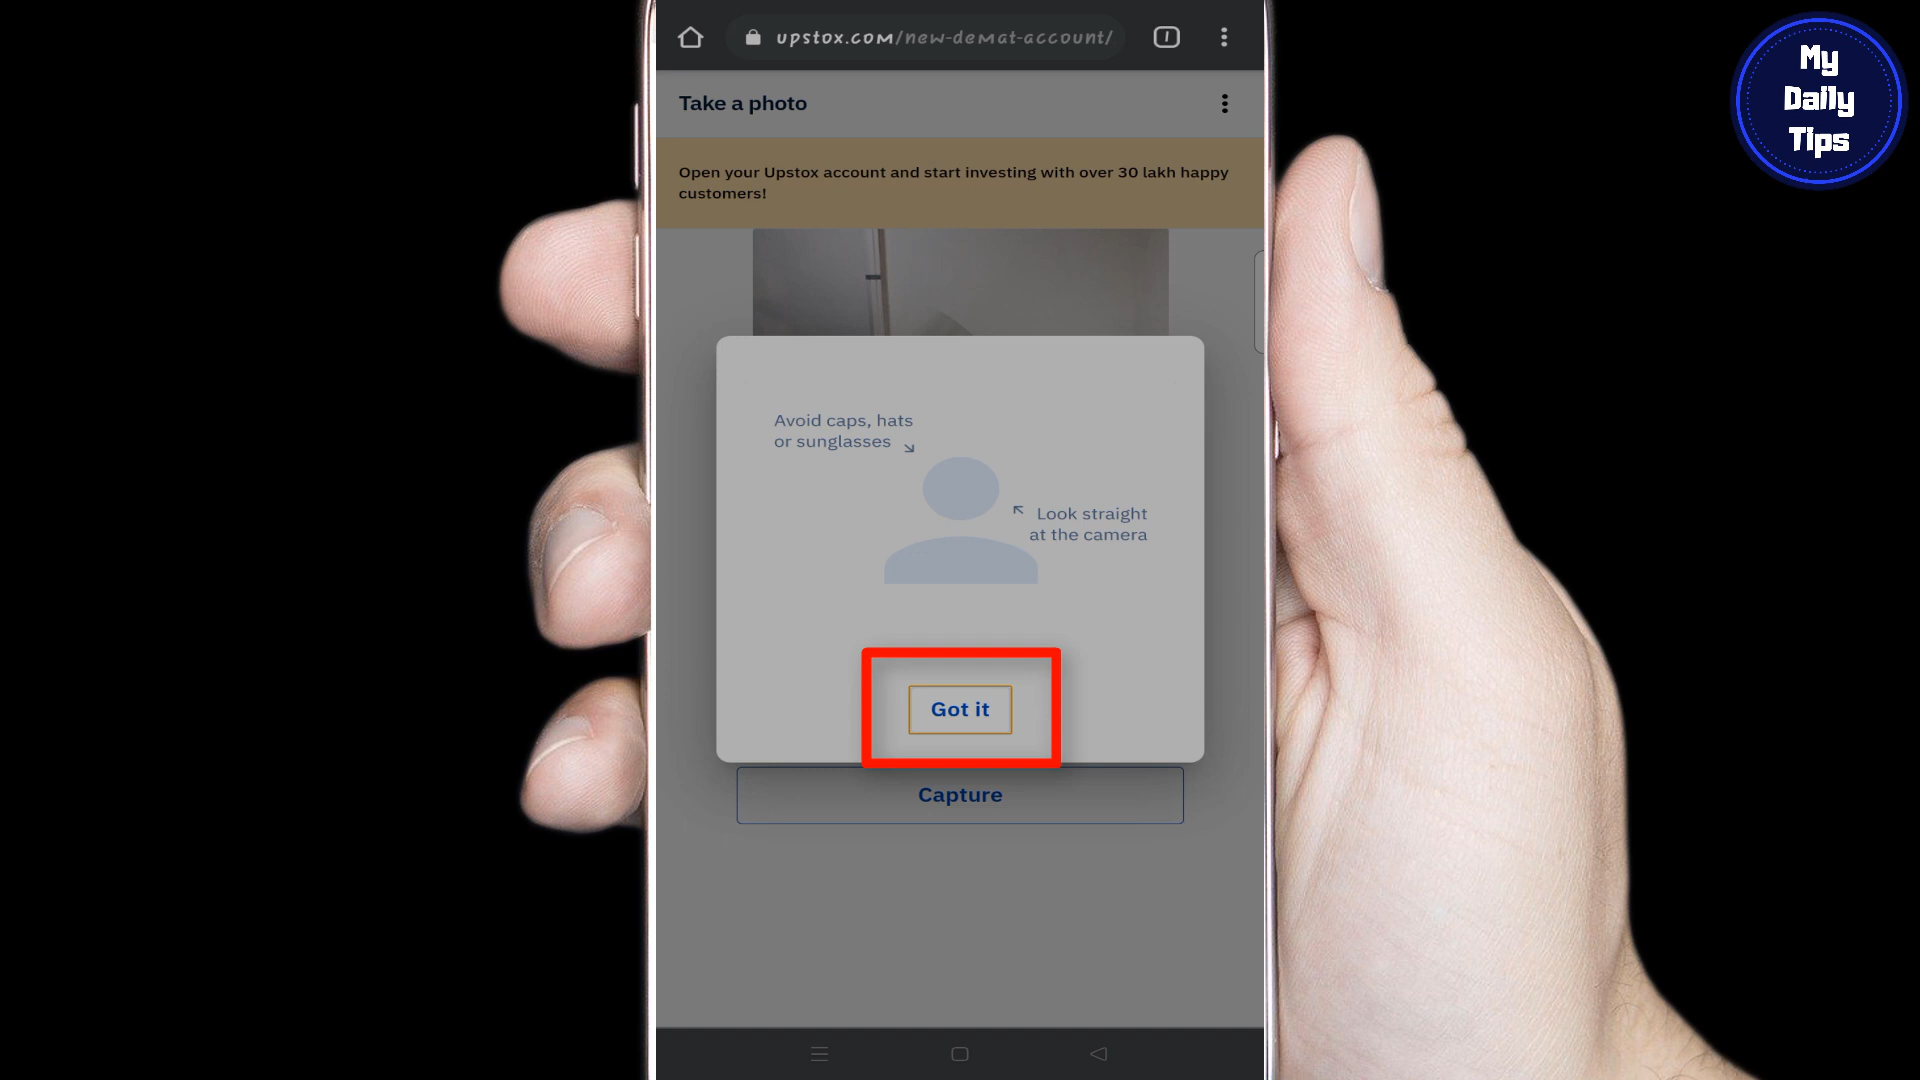 upstox.com/new-demat-account/
Take a photo
Open your Upstox account and start investing with over 30 lakh happy
customers!
Avoid caps, hats
or sunglasses
Look straight
at the camera
Got it
Capture
My
Daily
Tips